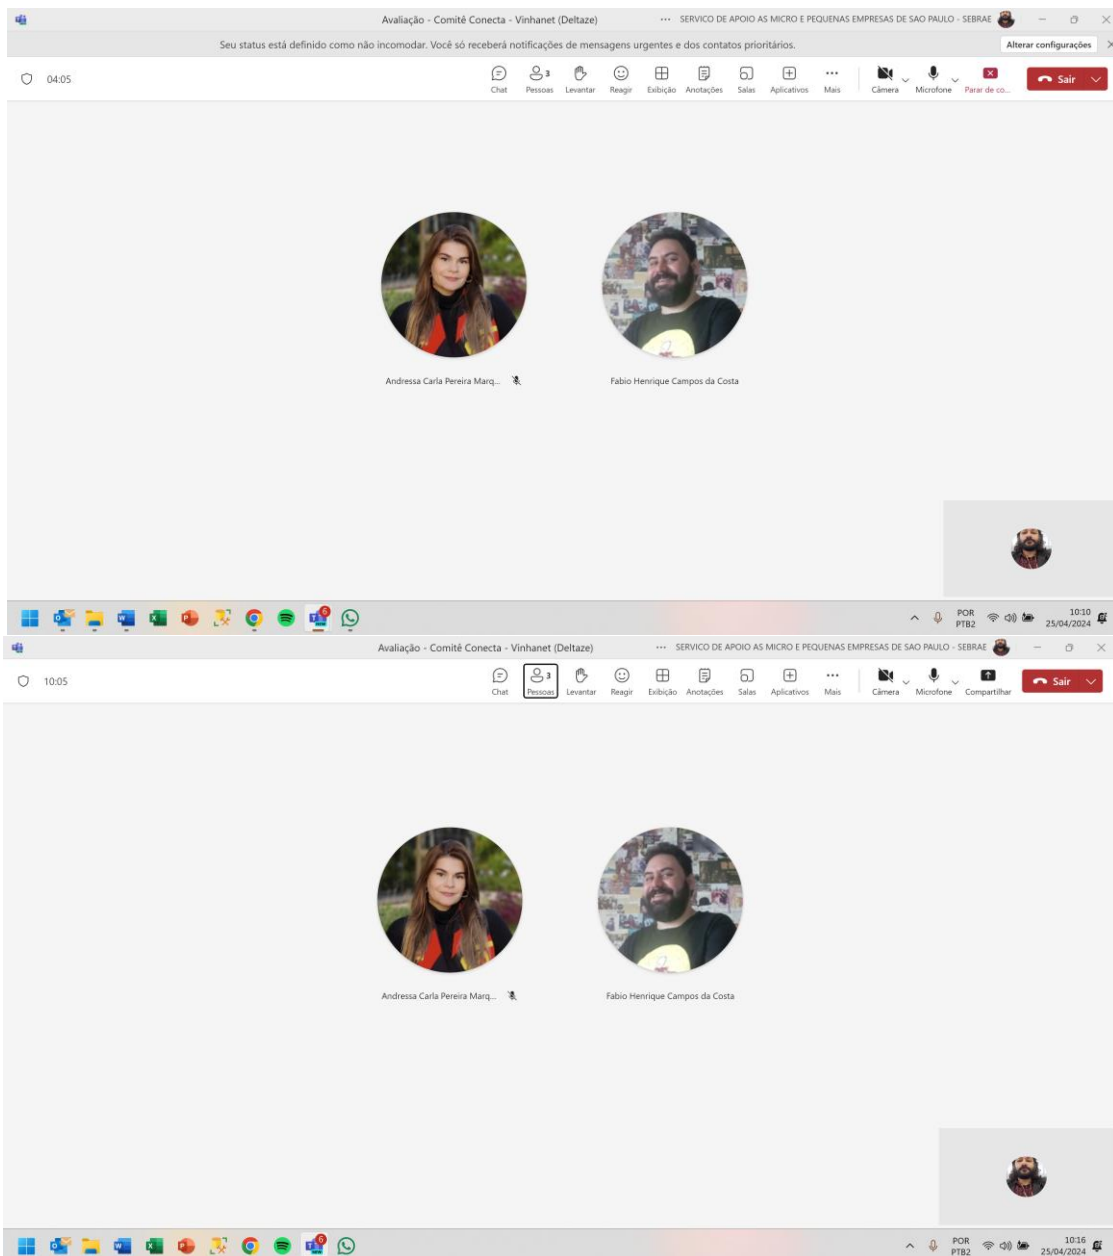 Avaliação - Comitê Conecta - Vinhanet (Deltaze) ··· SERVICO DE APOIO AS MICRO E PEQUENAS EMPRESAS DE SAO PAULO - SEBRAE
Seu status está definido como não incomodar. Você só receberá notificações de mensagens urgentes e dos contatos prioritários. Alterar configurações
04:05 3
Chat Pessoas Levantar Reagir Exibição Anotações Salas Aplicativos Mais Câmera Microfone Parar de co... Sair
Andressa Carla Pereira Marq... Fabio Henrique Campos da Costa
6 POR 10:10
PTB2 25/04/2024
Avaliação - Comitê Conecta - Vinhanet (Deltaze) ··· SERVICO DE APOIO AS MICRO E PEQUENAS EMPRESAS DE SAO PAULO - SEBRAE
10:05 3
Chat Pessoas Levantar Reagir Exibição Anotações Salas Aplicativos Mais Câmera Microfone Compartilhar Sair
Andressa Carla Pereira Marq... Fabio Henrique Campos da Costa
6 POR 10:16
PTB2 25/04/2024